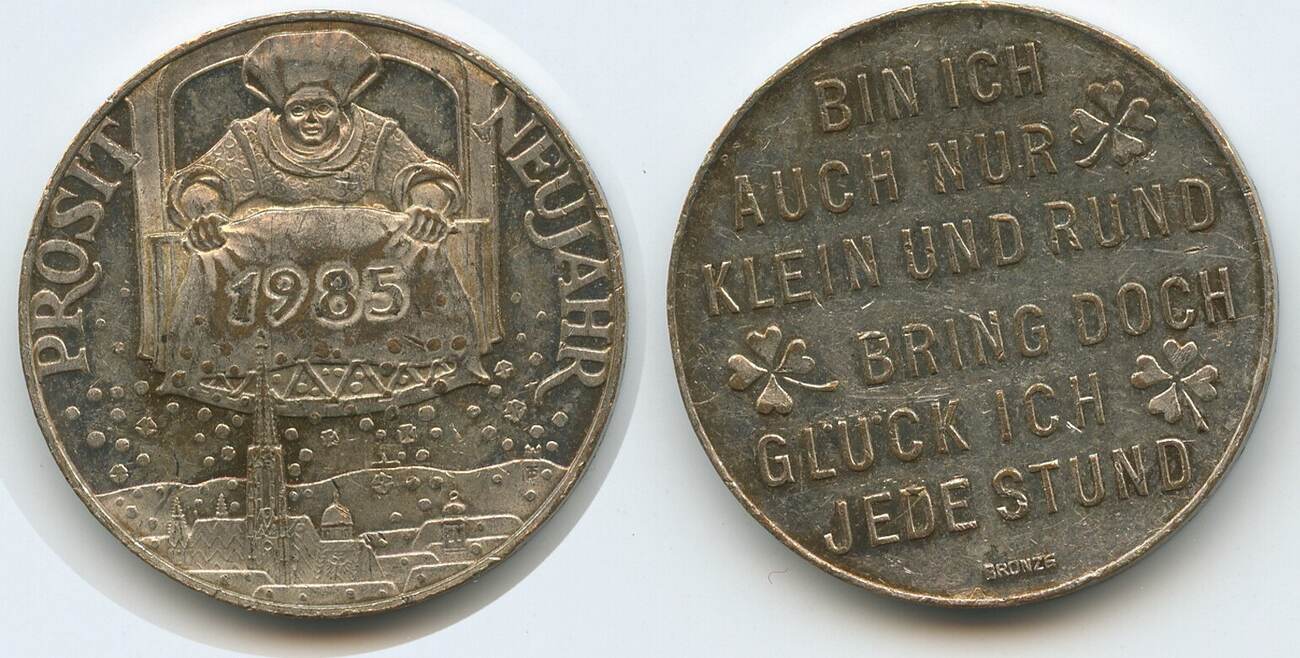 PROSIT NEUJAHR
1985
BIN ICH
AUCH NUR
KLEIN UND RUND
BRING DOCH
GLÜCK ICH
JEDE STUND
BRONZE